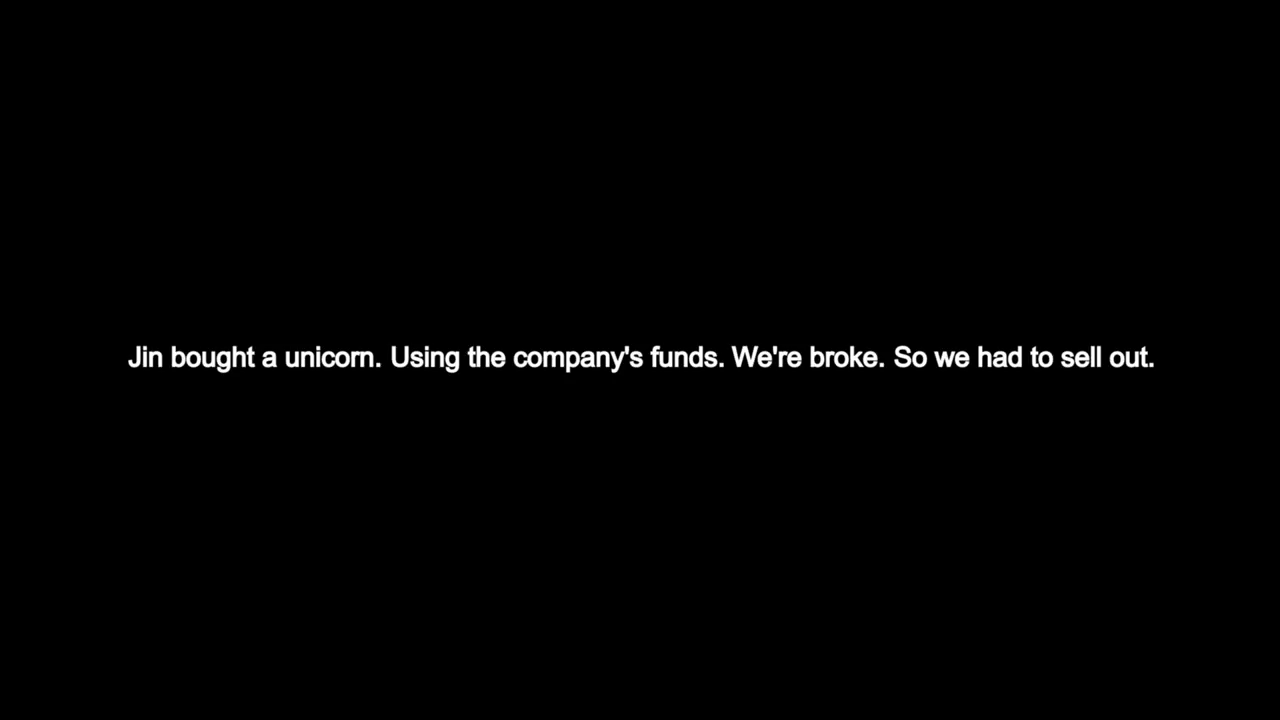 Jin bought a unicorn. Using the company's funds. We're broke. So we had to sell out.